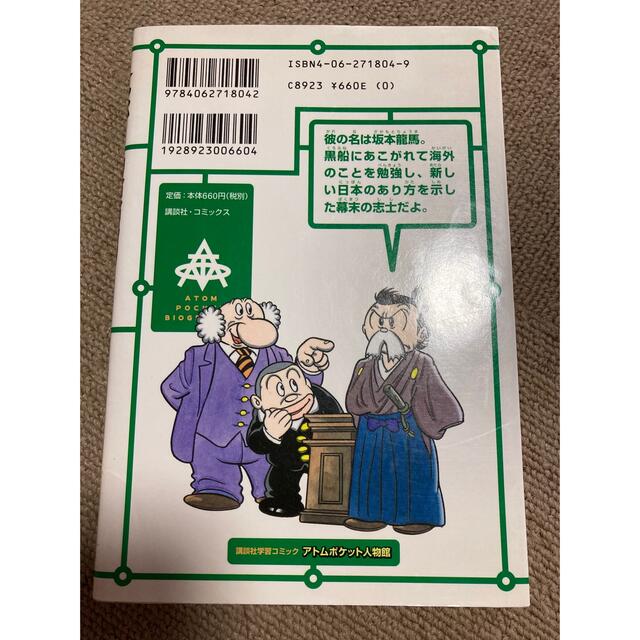 ISBN4-06-271804-9
C8923 ¥660E (0)
9784062718042
1928923006604
定価：本体660円(税別)
講談社・コミックス
ATOM
POCKET
BIOG
彼の名は坂本龍馬。
黒船にあこがれて海外
のことを勉強し、新し
い日本のあり方を示し
た幕末の志士だよ。
講談社学習コミック アトムポケット人物館